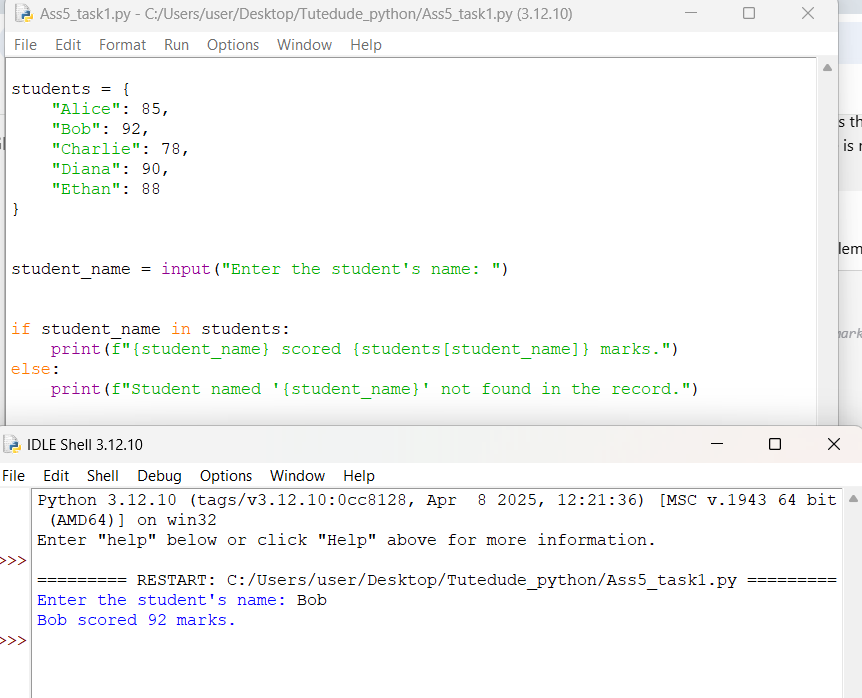 Ass5_task1.py - C:/Users/user/Desktop/Tutedude_python/Ass5_task1.py (3.12.10)
File Edit Format Run Options Window Help
students = {
    "Alice": 85,
    "Bob": 92,
    "Charlie": 78,
    "Diana": 90,
    "Ethan": 88
}
student_name = input("Enter the student's name: ")
if student_name in students:
    print(f"{student_name} scored {students[student_name]} marks.")
else:
    print(f"Student named '{student_name}' not found in the record.")
IDLE Shell 3.12.10
File Edit Shell Debug Options Window Help
Python 3.12.10 (tags/v3.12.10:0cc8128, Apr  8 2025, 12:21:36) [MSC v.1943 64 bit
 (AMD64)] on win32
Enter "help" below or click "Help" above for more information.
>>>
========= RESTART: C:/Users/user/Desktop/Tutedude_python/Ass5_task1.py =========
Enter the student's name: Bob
Bob scored 92 marks.
>>>